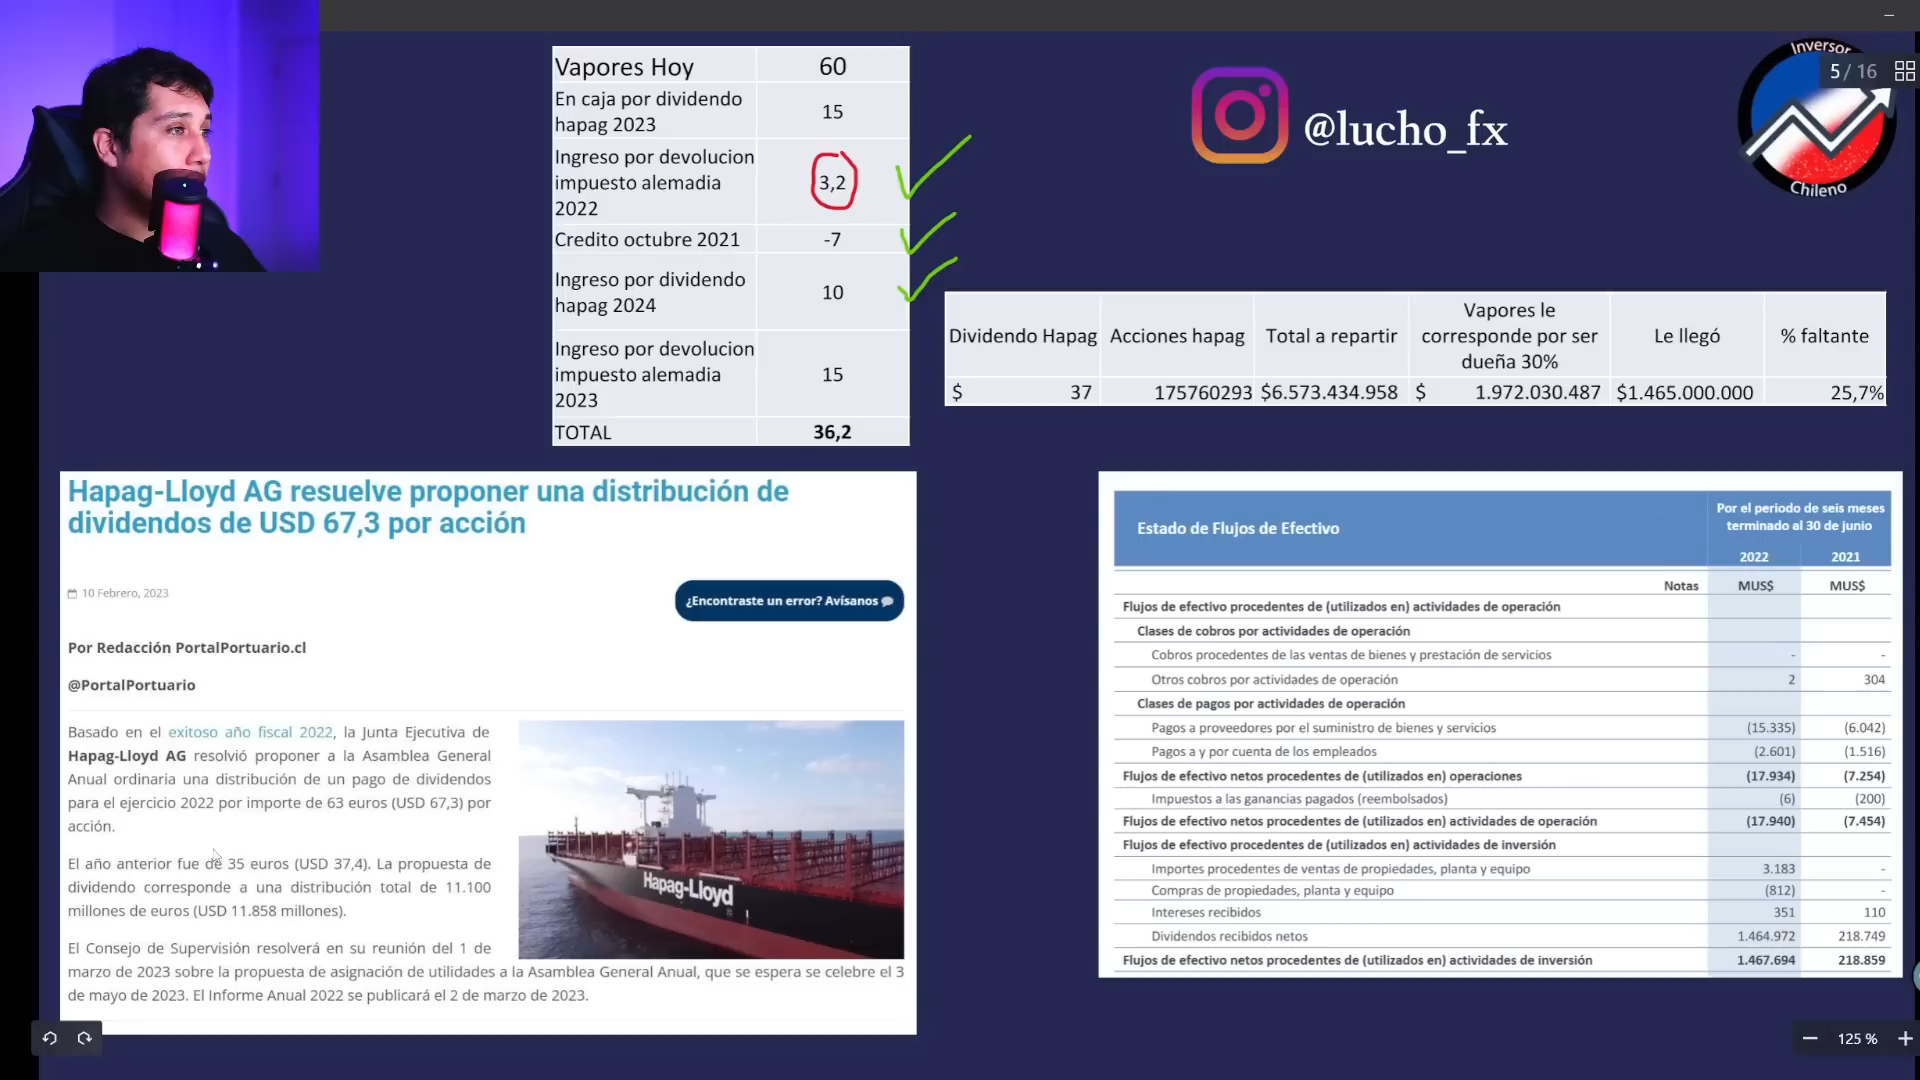 Vapores Hoy 60
En caja por dividendo
hapag 2023 15
Ingreso por devolucion
impuesto alemadia
2022 3,2
Credito octubre 2021 -7
Ingreso por dividendo
hapag 2024 10
Ingreso por devolucion
impuesto alemadia
2023 15
TOTAL 36,2
@lucho_fx
Inversor
Chileno
5 / 16
Dividendo Hapag Acciones hapag Total a repartir Vapores le
corresponde por ser
dueña 30% Le llegó % faltante
$ 37 175760293 $6.573.434.958 $ 1.972.030.487 $1.465.000.000 25,7%
Hapag-Lloyd AG resuelve proponer una distribución de
dividendos de USD 67,3 por acción
10 Febrero, 2023
¿Encontraste un error? Avísanos
Por Redacción PortalPortuario.cl
@PortalPortuario
Basado en el exitoso año fiscal 2022, la Junta Ejecutiva de
Hapag-Lloyd AG resolvió proponer a la Asamblea General
Anual ordinaria una distribución de un pago de dividendos
para el ejercicio 2022 por importe de 63 euros (USD 67,3) por
acción.
El año anterior fue de 35 euros (USD 37,4). La propuesta de
dividendo corresponde a una distribución total de 11.100
millones de euros (USD 11.858 millones).
El Consejo de Supervisión resolverá en su reunión del 1 de
marzo de 2023 sobre la propuesta de asignación de utilidades a la Asamblea General Anual, que se espera se celebre el 3
de mayo de 2023. El Informe Anual 2022 se publicará el 2 de marzo de 2023.
Hapag-Lloyd
Estado de Flujos de Efectivo
Por el periodo de seis meses
terminado al 30 de junio
2022 2021
Notas MUS$ MUS$
Flujos de efectivo procedentes de (utilizados en) actividades de operación
Clases de cobros por actividades de operación
Cobros procedentes de las ventas de bienes y prestación de servicios - -
Otros cobros por actividades de operación 2 304
Clases de pagos por actividades de operación
Pagos a proveedores por el suministro de bienes y servicios (15.335) (6.042)
Pagos a y por cuenta de los empleados (2.601) (1.516)
Flujos de efectivo netos procedentes de (utilizados en) operaciones (17.934) (7.254)
Impuestos a las ganancias pagados (reembolsados) (6) (200)
Flujos de efectivo netos procedentes de (utilizados en) actividades de operación (17.940) (7.454)
Flujos de efectivo procedentes de (utilizados en) actividades de inversión
Importes procedentes de ventas de propiedades, planta y equipo 3.183 -
Compras de propiedades, planta y equipo (812) -
Intereses recibidos 351 110
Dividendos recibidos netos 1.464.972 218.749
Flujos de efectivo netos procedentes de (utilizados en) actividades de inversión 1.467.694 218.859
125 %